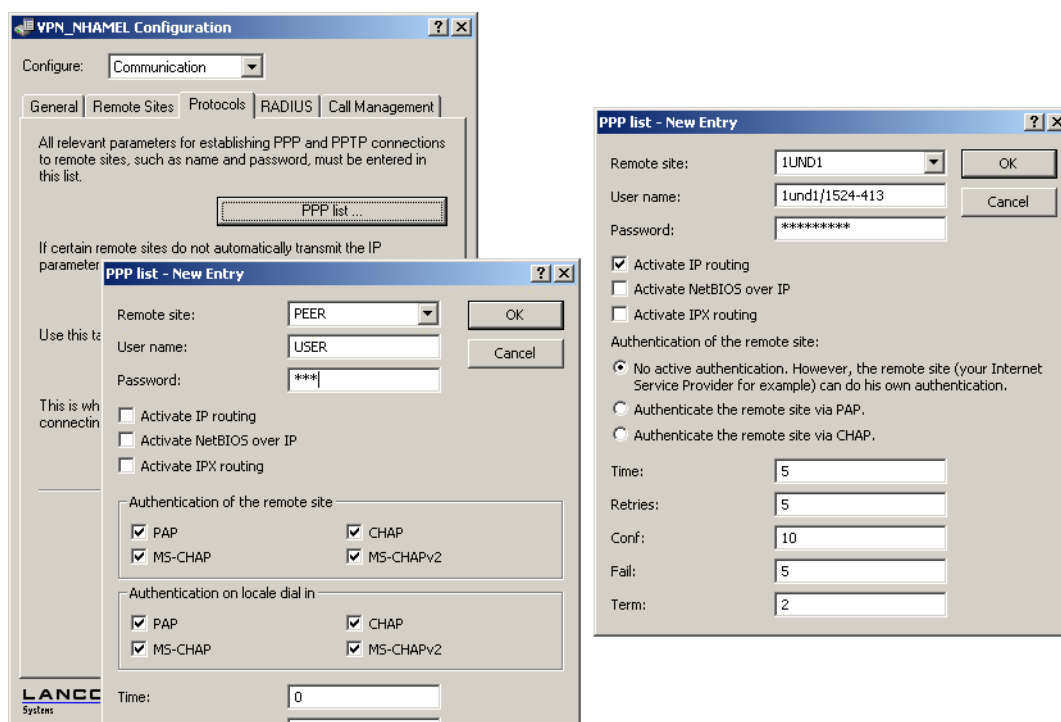 VPN_NHAMEL Configuration
Configure: Communication
General Remote Sites Protocols RADIUS Call Management
All relevant parameters for establishing PPP and PPTP connections
to remote sites, such as name and password, must be entered in
this list.
PPP list ...
If certain remote sites do not automatically transmit the IP
parameter
Use this ta
This is wh
connectin
LANCO
Systems
PPP list - New Entry
Remote site: PEER
OK
User name: USER
Cancel
Password: ***
Activate IP routing
Activate NetBIOS over IP
Activate IPX routing
Authentication of the remote site
PAP CHAP
MS-CHAP MS-CHAPv2
Authentication on locale dial in
PAP CHAP
MS-CHAP MS-CHAPv2
Time: 0
PPP list - New Entry
Remote site: 1UND1
OK
User name: 1und1/1524-413
Cancel
Password: *********
Activate IP routing
Activate NetBIOS over IP
Activate IPX routing
Authentication of the remote site:
No active authentication. However, the remote site (your Internet
Service Provider for example) can do his own authentication.
Authenticate the remote site via PAP.
Authenticate the remote site via CHAP.
Time: 5
Retries: 5
Conf: 10
Fail: 5
Term: 2